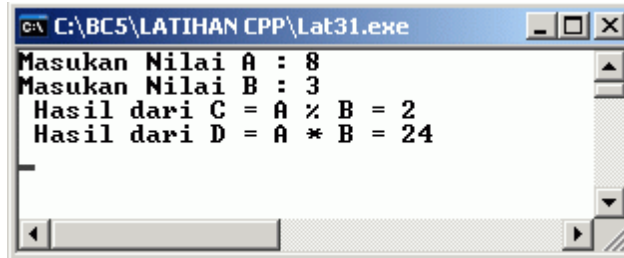 C:\BC5\LATIHAN CPP\Lat31.exe
Masukan Nilai A : 8
Masukan Nilai B : 3
Hasil dari C = A % B = 2
Hasil dari D = A * B = 24